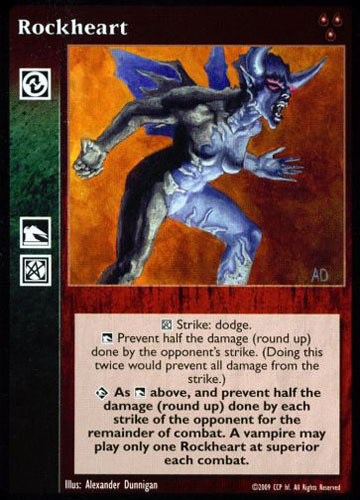 Rockheart
AD
Strike: dodge.
Prevent half the damage (round up)
done by the opponent's strike. (Doing this
twice would prevent all damage from the
strike.)
As above, and prevent half the
damage (round up) done by each
strike of the opponent for the
remainder of combat. A vampire may
play only one Rockheart at superior
each combat.
Illus: Alexander Dunnigan
©2009 CCP hf. All Rights Reserved